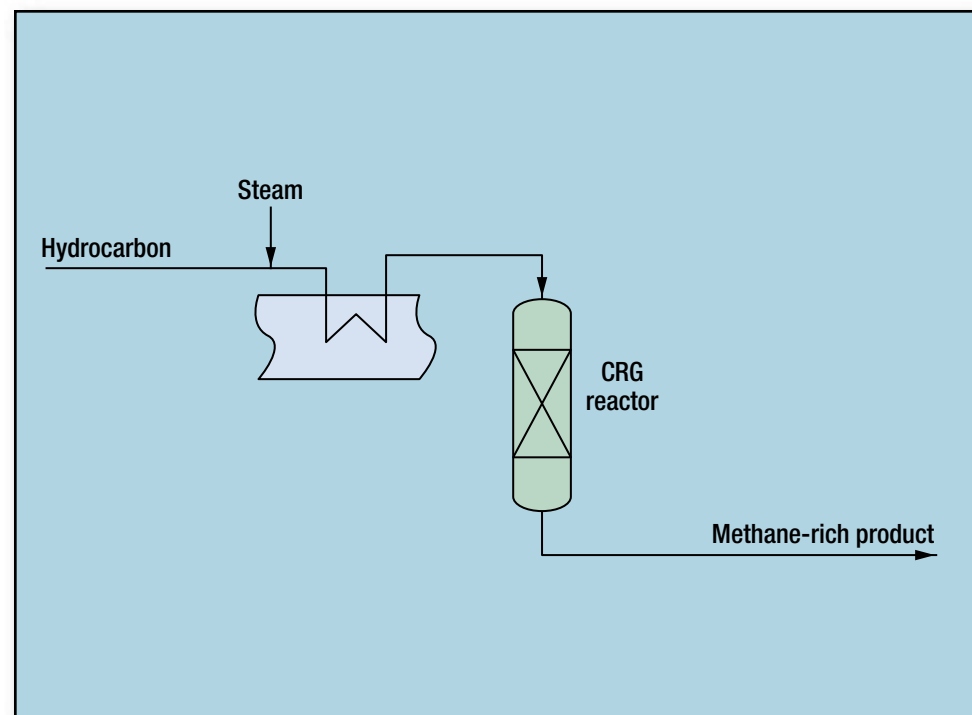 Steam
Hydrocarbon
CRG
reactor
Methane-rich product